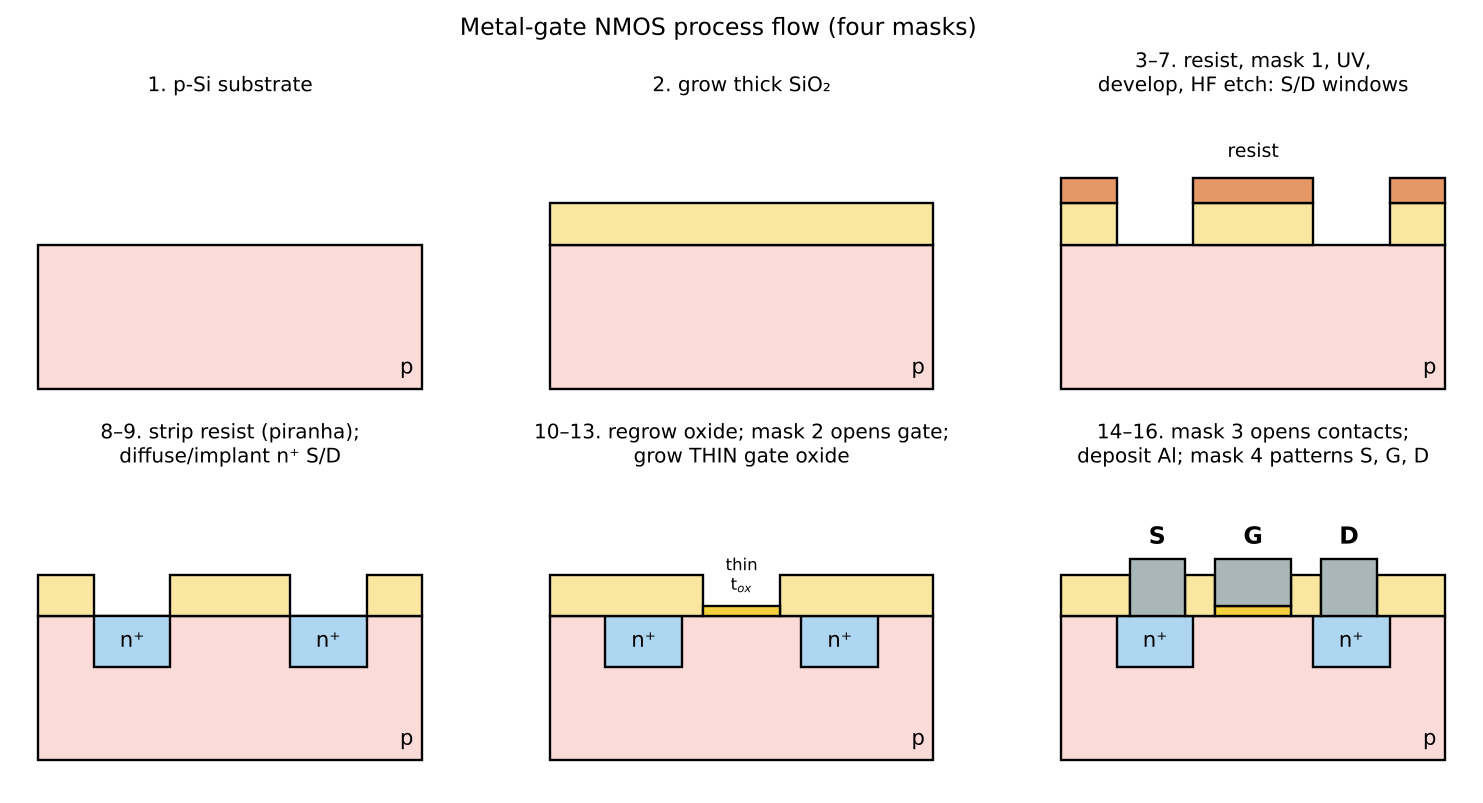 Metal-gate NMOS process flow (four masks)
1. p-Si substrate
p
2. grow thick SiO₂
p
3–7. resist, mask 1, UV,
develop, HF etch: S/D windows
resist
p
8–9. strip resist (piranha);
diffuse/implant n⁺ S/D
n⁺ n⁺
p
10–13. regrow oxide; mask 2 opens gate;
grow THIN gate oxide
thin
tₒₓ
n⁺ n⁺
p
14–16. mask 3 opens contacts;
deposit Al; mask 4 patterns S, G, D
S G D
n⁺ n⁺
p